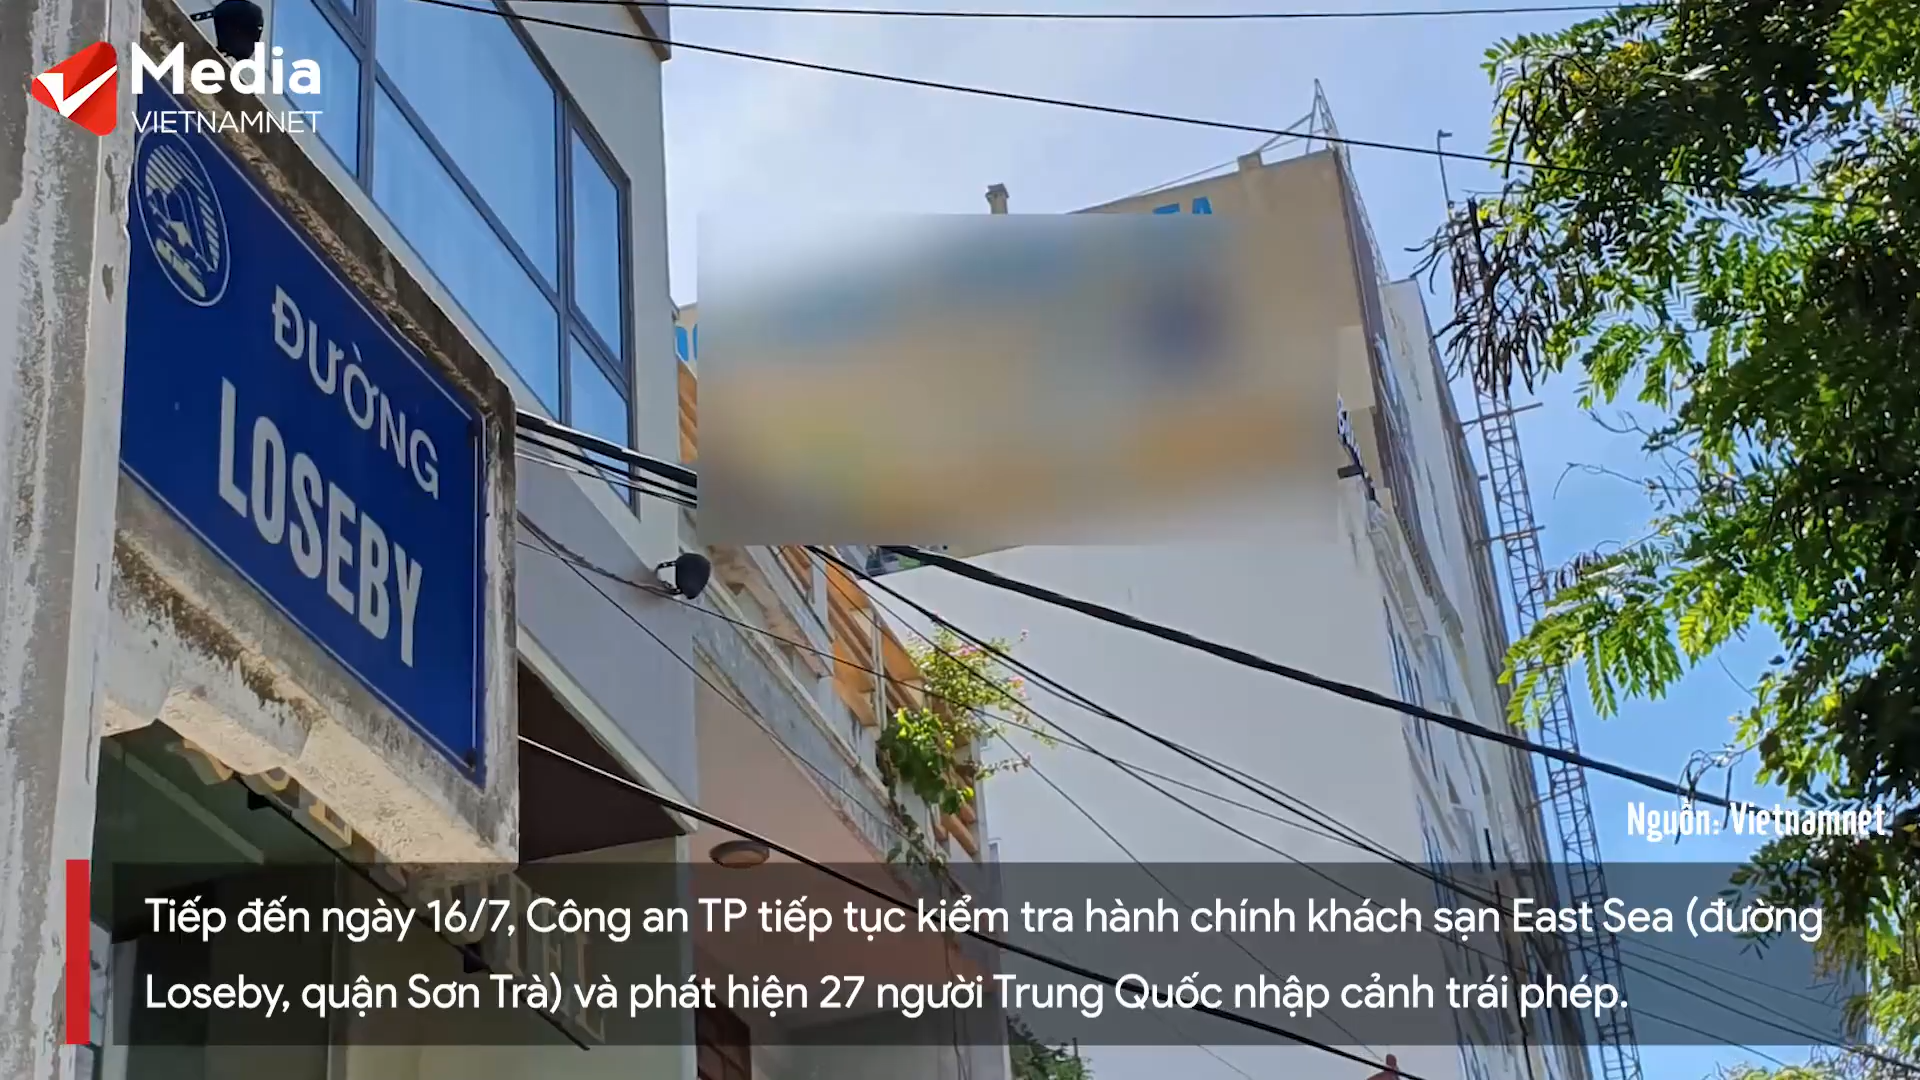 Media
VIETNAMNET
ĐƯỜNG
LOSEBY
Nguồn: Vietnamnet
Tiếp đến ngày 16/7, Công an TP tiếp tục kiểm tra hành chính khách sạn East Sea (đường
Loseby, quận Sơn Trà) và phát hiện 27 người Trung Quốc nhập cảnh trái phép.